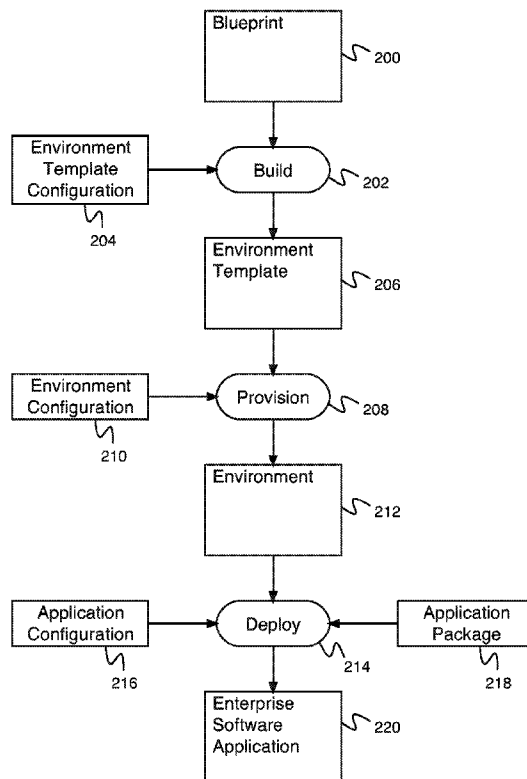 Blueprint
200
Environment
Template
Configuration
Build
202
204
Environment
Template
206
Environment
Configuration
Provision
208
210
Environment
212
Application
Configuration
Deploy
Application
Package
214
216
218
Enterprise
Software
Application
220